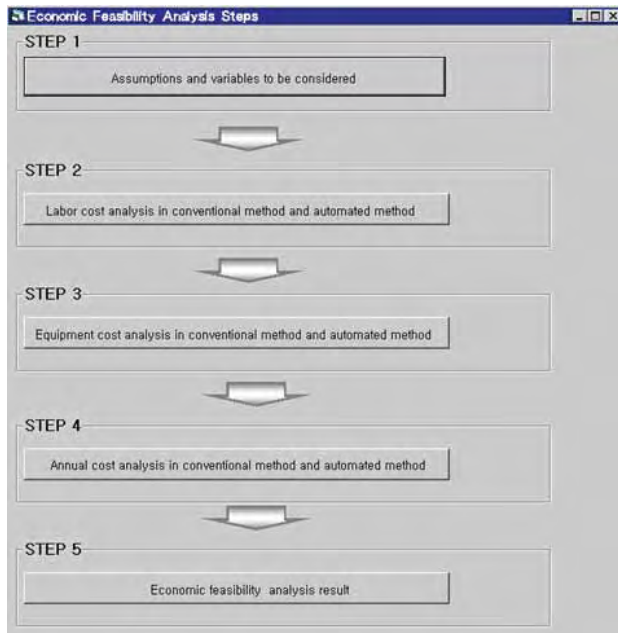 Economic Feasibility Analysis Steps
STEP 1
Assumptions and variables to be considered
STEP 2
Labor cost analysis in conventional method and automated method
STEP 3
Equipment cost analysis in conventional method and automated method
STEP 4
Annual cost analysis in conventional method and automated method
STEP 5
Economic feasibility analysis result